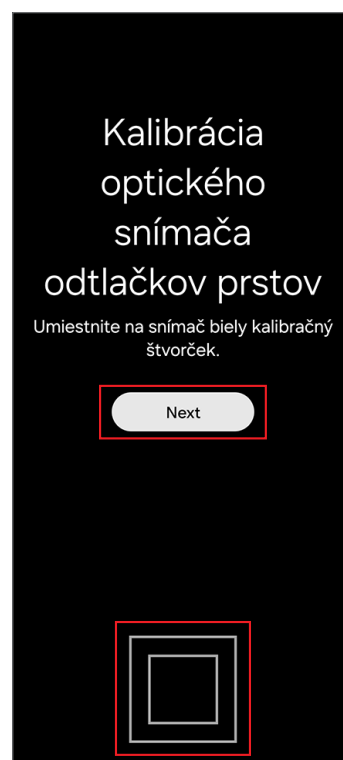 Kalibrácia
optického
snímača
odtlačkov prstov
Umiestnite na snímač biely kalibračný
štvorček.
Next